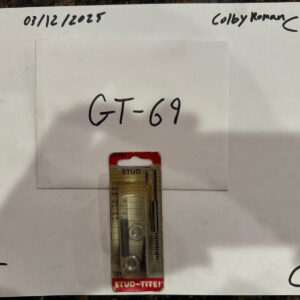 03/12/2025
Colby Roman
C
GT-69
STUD
STUD-TITE!